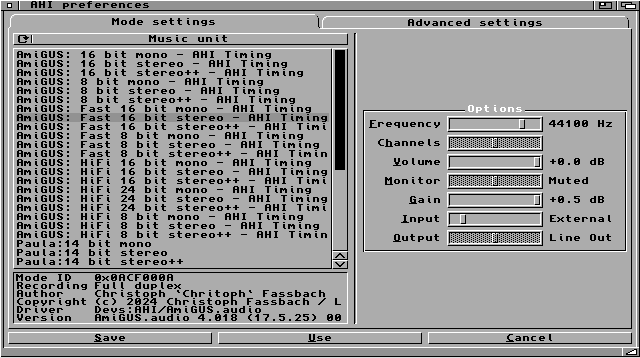 AHI preferences
Mode settings
Advanced settings
Music unit
AmiGUS: 16 bit mono - AHI Timing
AmiGUS: 16 bit stereo - AHI Timing
AmiGUS: 16 bit stereo++ - AHI Timing
AmiGUS: 8 bit mono - AHI Timing
AmiGUS: 8 bit stereo - AHI Timing
AmiGUS: 8 bit stereo++ - AHI Timing
AmiGUS: Fast 16 bit mono - AHI Timing
AmiGUS: Fast 16 bit stereo - AHI Timing
AmiGUS: Fast 16 bit stereo++ - AHI Timi
AmiGUS: Fast 8 bit mono - AHI Timing
AmiGUS: Fast 8 bit stereo - AHI Timing
AmiGUS: Fast 8 bit stereo++ - AHI Timin
AmiGUS: HiFi 16 bit mono - AHI Timing
AmiGUS: HiFi 16 bit stereo - AHI Timing
AmiGUS: HiFi 16 bit stereo++ - AHI Timi
AmiGUS: HiFi 24 bit mono - AHI Timing
AmiGUS: HiFi 24 bit stereo - AHI Timing
AmiGUS: HiFi 24 bit stereo++ - AHI Timi
AmiGUS: HiFi 8 bit mono - AHI Timing
AmiGUS: HiFi 8 bit stereo - AHI Timing
AmiGUS: HiFi 8 bit stereo++ - AHI Timin
Paula:14 bit mono
Paula:14 bit stereo
Paula:14 bit stereo++
Mode ID 0x0ACF000A
Recording Full duplex
Author Christoph `Chritoph` Fassbach
Copyright (c) 2024 Christoph Fassbach / L
Driver Devs:AHI/AmiGUS.audio
Version AmiGUS.audio 4.018 (17.5.25) 00
Options
Frequency 44100 Hz
Channels
Volume +0.0 dB
Monitor Muted
Gain +0.5 dB
Input External
Output Line Out
Save
Use
Cancel